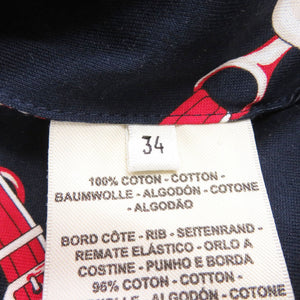 34
100% COTON - COTTON -
BAUMWOLLE - ALGODÓN - COTONE
- ALGODÃO
BORD CÔTE - RIB - SEITENRAND -
REMATE ELÁSTICO - ORLO A
COSTINE - PUNHO E BORDA
96% COTON - COTTON -
- ALGODÓN - COTONE